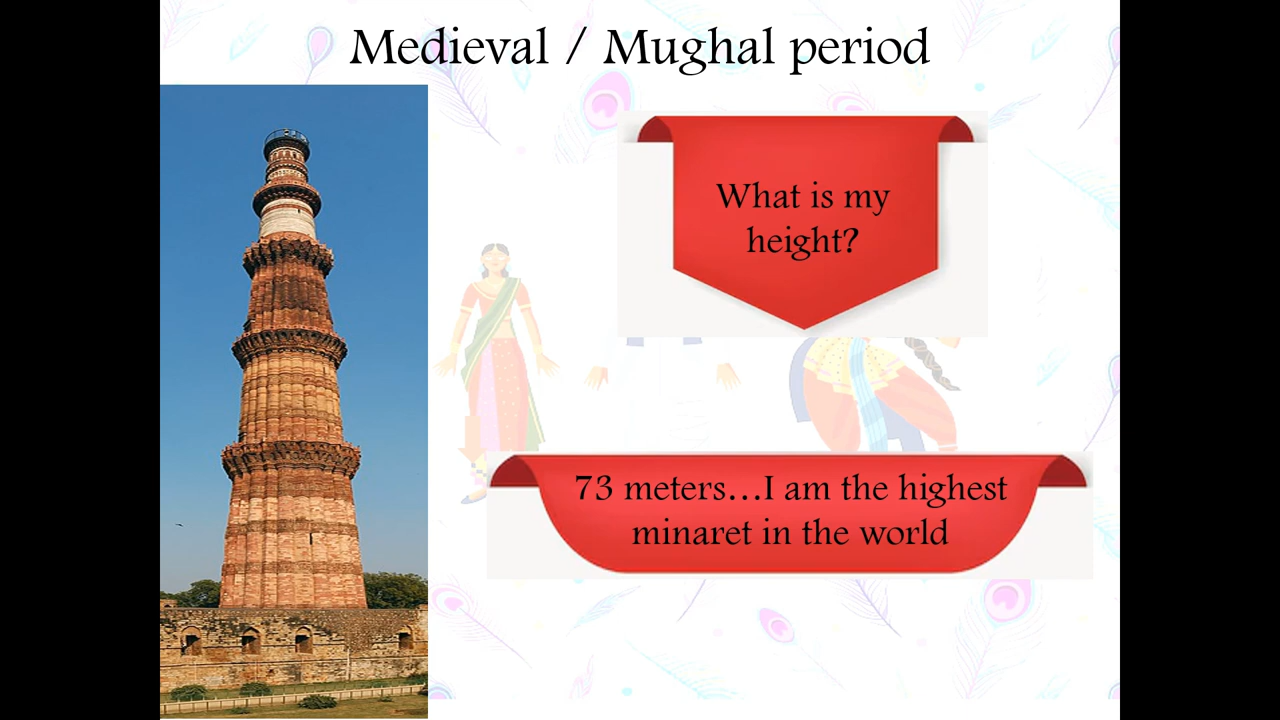 Medieval / Mughal period
What is my
height?
73 meters...I am the highest
minaret in the world